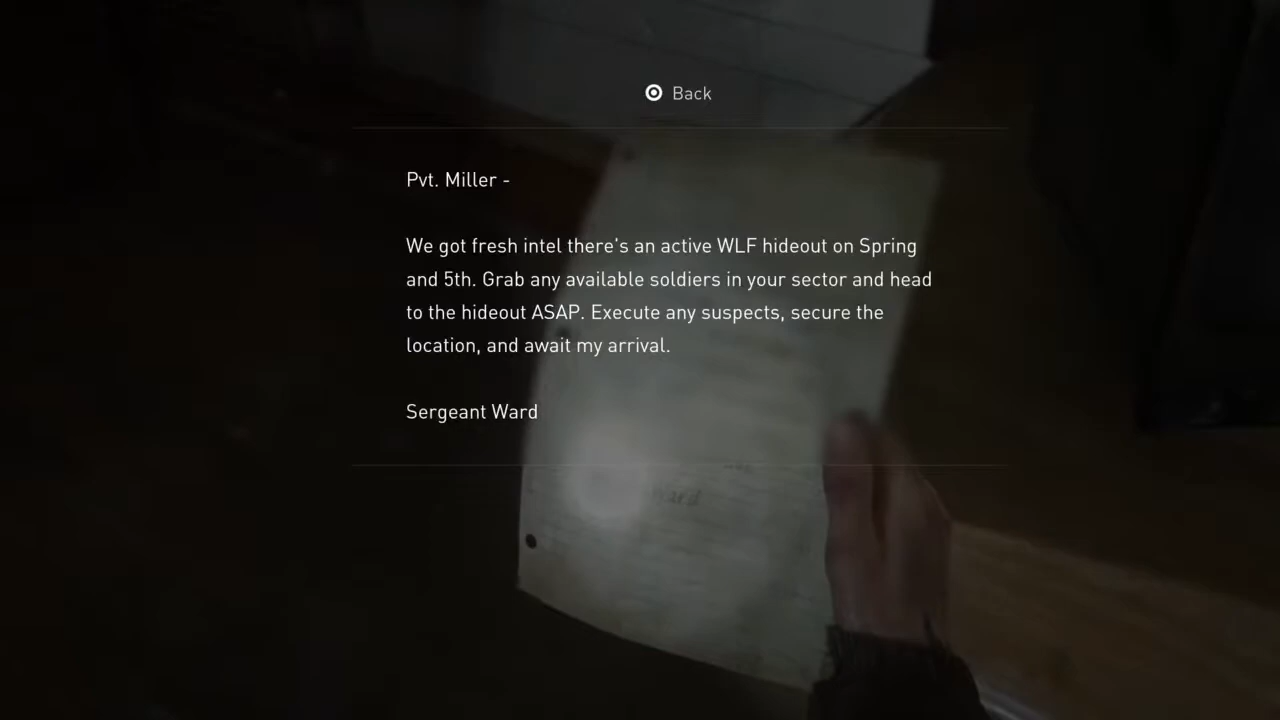 Back
Pvt. Miller -
We got fresh intel there's an active WLF hideout on Spring
and 5th. Grab any available soldiers in your sector and head
to the hideout ASAP. Execute any suspects, secure the
location, and await my arrival.
Sergeant Ward